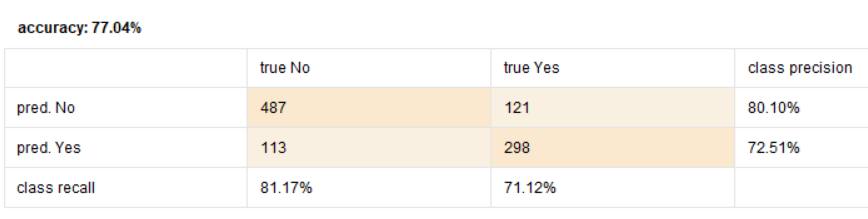 accuracy: 77.04%
true No true Yes class precision
pred. No 487 121 80.10%
pred. Yes 113 298 72.51%
class recall 81.17% 71.12%